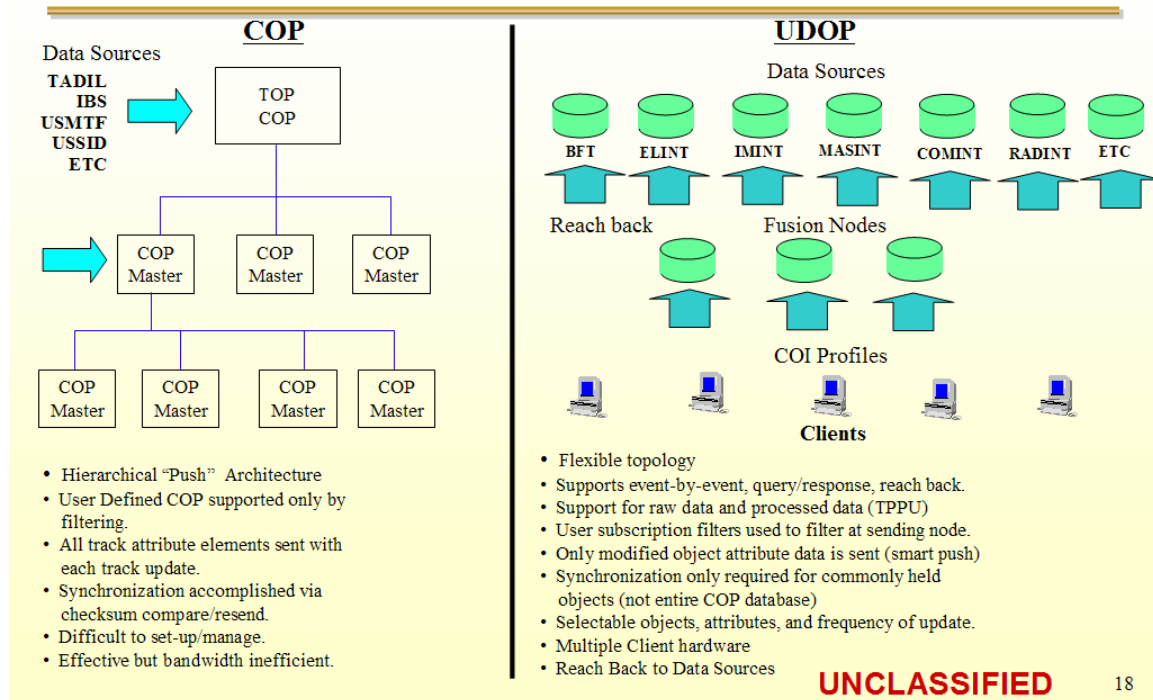 COP
Data Sources
TADIL
IBS
USMTF
USSID
ETC
TOP
COP
COP
Master
COP
Master
COP
Master
COP
Master
COP
Master
COP
Master
COP
Master
• Hierarchical “Push” Architecture
• User Defined COP supported only by
filtering.
• All track attribute elements sent with
each track update.
• Synchronization accomplished via
checksum compare/resend.
• Difficult to set-up/manage.
• Effective but bandwidth inefficient.
UDOP
Data Sources
BFT ELINT IMINT MASINT COMINT RADINT ETC
Reach back Fusion Nodes
COI Profiles
Clients
• Flexible topology
• Supports event-by-event, query/response, reach back.
• Support for raw data and processed data (TPPU)
• User subscription filters used to filter at sending node.
• Only modified object attribute data is sent (smart push)
• Synchronization only required for commonly held
objects (not entire COP database)
• Selectable objects, attributes, and frequency of update.
• Multiple Client hardware
• Reach Back to Data Sources
UNCLASSIFIED
18